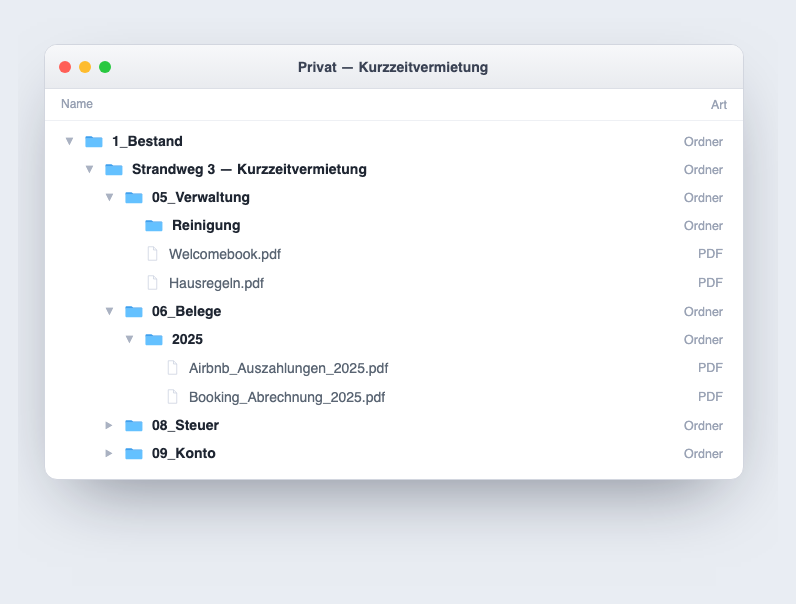 Privat — Kurzzeitvermietung
Name Art
1_Bestand Ordner
Strandweg 3 — Kurzzeitvermietung Ordner
05_Verwaltung Ordner
Reinigung Ordner
Welcomebook.pdf PDF
Hausregeln.pdf PDF
06_Belege Ordner
2025 Ordner
Airbnb_Auszahlungen_2025.pdf PDF
Booking_Abrechnung_2025.pdf PDF
08_Steuer Ordner
09_Konto Ordner